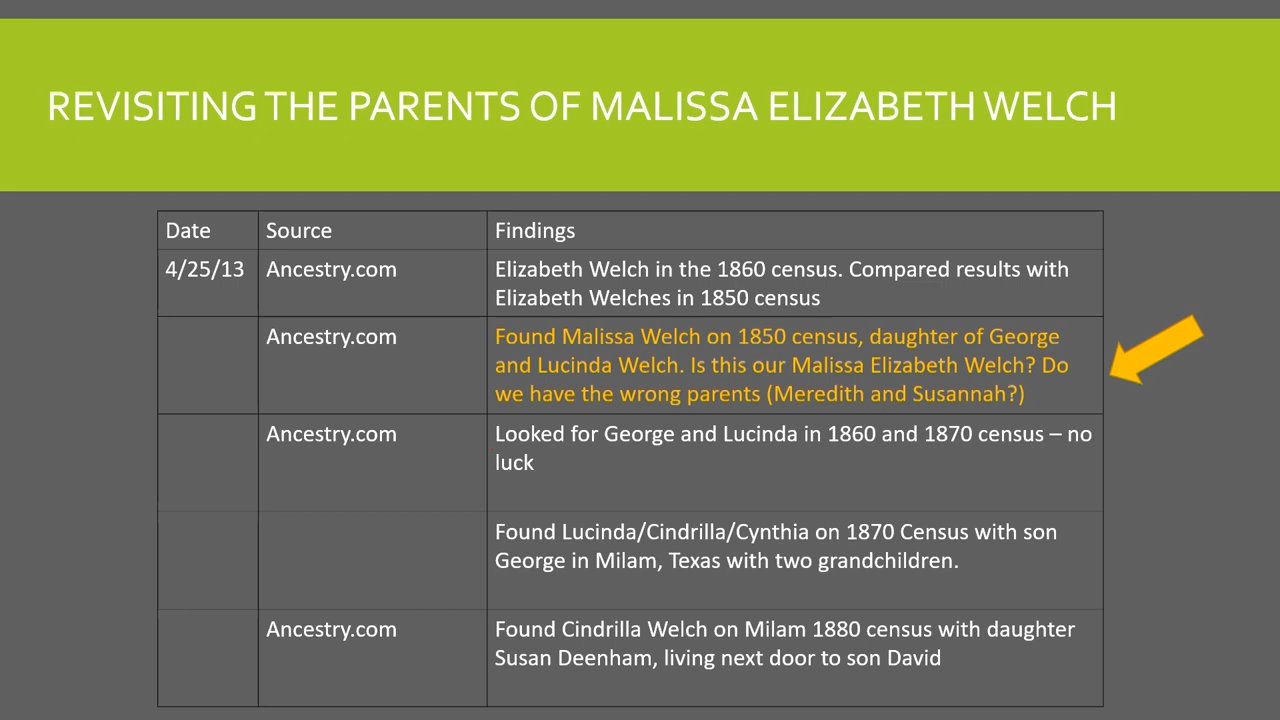 REVISITING THE PARENTS OF MALISSA ELIZABETH WELCH
Date Source Findings
4/25/13 Ancestry.com Elizabeth Welch in the 1860 census. Compared results with
Elizabeth Welches in 1850 census
Ancestry.com Found Malissa Welch on 1850 census, daughter of George
and Lucinda Welch. Is this our Malissa Elizabeth Welch? Do
we have the wrong parents (Meredith and Susannah?)
Ancestry.com Looked for George and Lucinda in 1860 and 1870 census – no
luck
Found Lucinda/Cindrilla/Cynthia on 1870 Census with son
George in Milam, Texas with two grandchildren.
Ancestry.com Found Cindrilla Welch on Milam 1880 census with daughter
Susan Deenham, living next door to son David